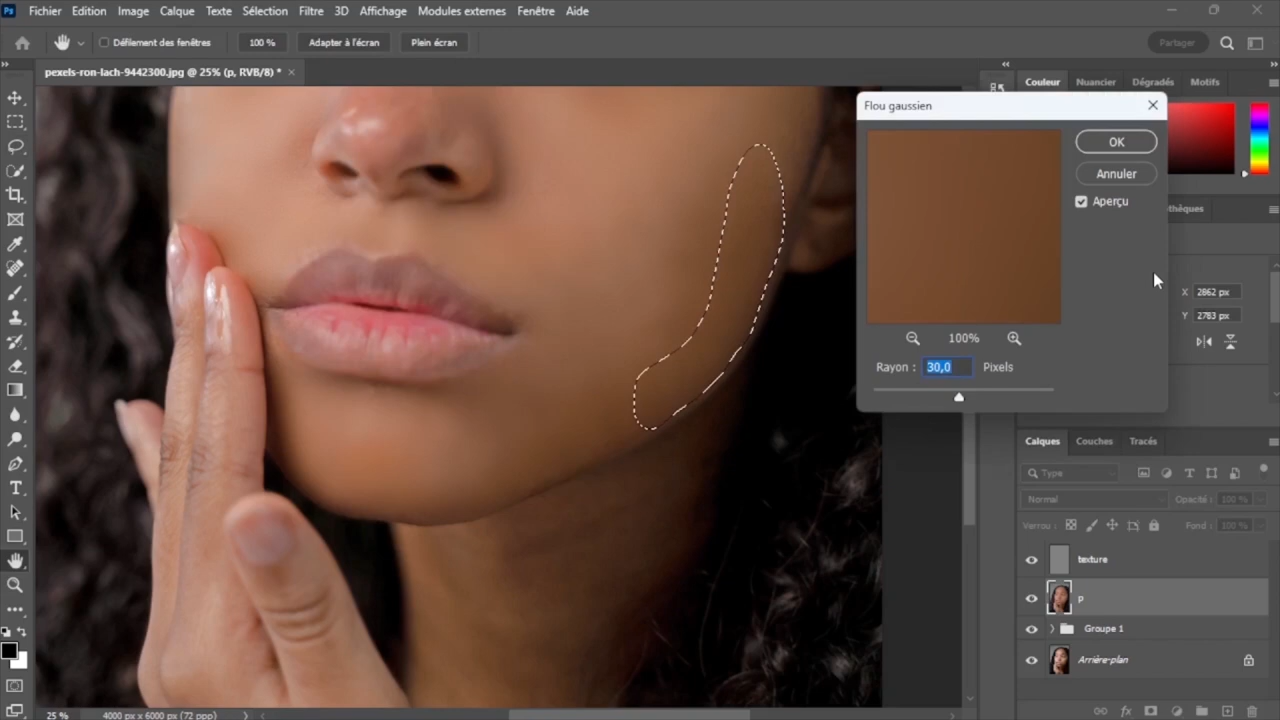 Ps Fichier Edition Image Calque Texte Sélection Filtre 3D Affichage Modules externes Fenêtre Aide
Défilement des fenêtres 100 % Adapter à l'écran Plein écran Partager
pexels-ron-lach-9442300.jpg @ 25% (p, RVB/8) * ×
Couleur Nuancier Dégradés Motifs
Flou gaussien
OK
Annuler
Aperçu
thèques
X 2862 px
Y 2783 px
100%
Rayon : 30,0 Pixels
Calques Couches Tracés
Type
Normal Opacité : 100 %
Verrou : Fond : 100 %
texture
p
Groupe 1
Arrière-plan
25 % 4000 px x 6000 px (72 ppp)